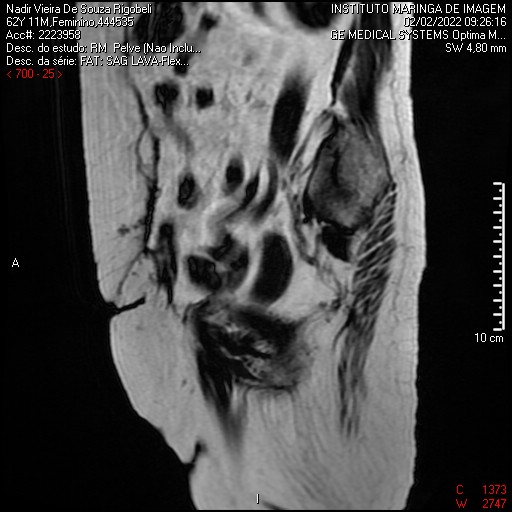 Nadir Vieira De Souza Rigobeli
62Y 11M,Feminino,444535
Acc#: 2223958
Desc. do estudo: RM Pelve (Nao Inclu...
Desc. da série: FAT: SAG LAVA-Flex...
< 700 - 25 >
INSTITUTO MARINGA DE IMAGEM
02/02/2022 09:26:16
GE MEDICAL SYSTEMS Optima M...
SW 4,80 mm
A
10 cm
I
C 1373
W 2747